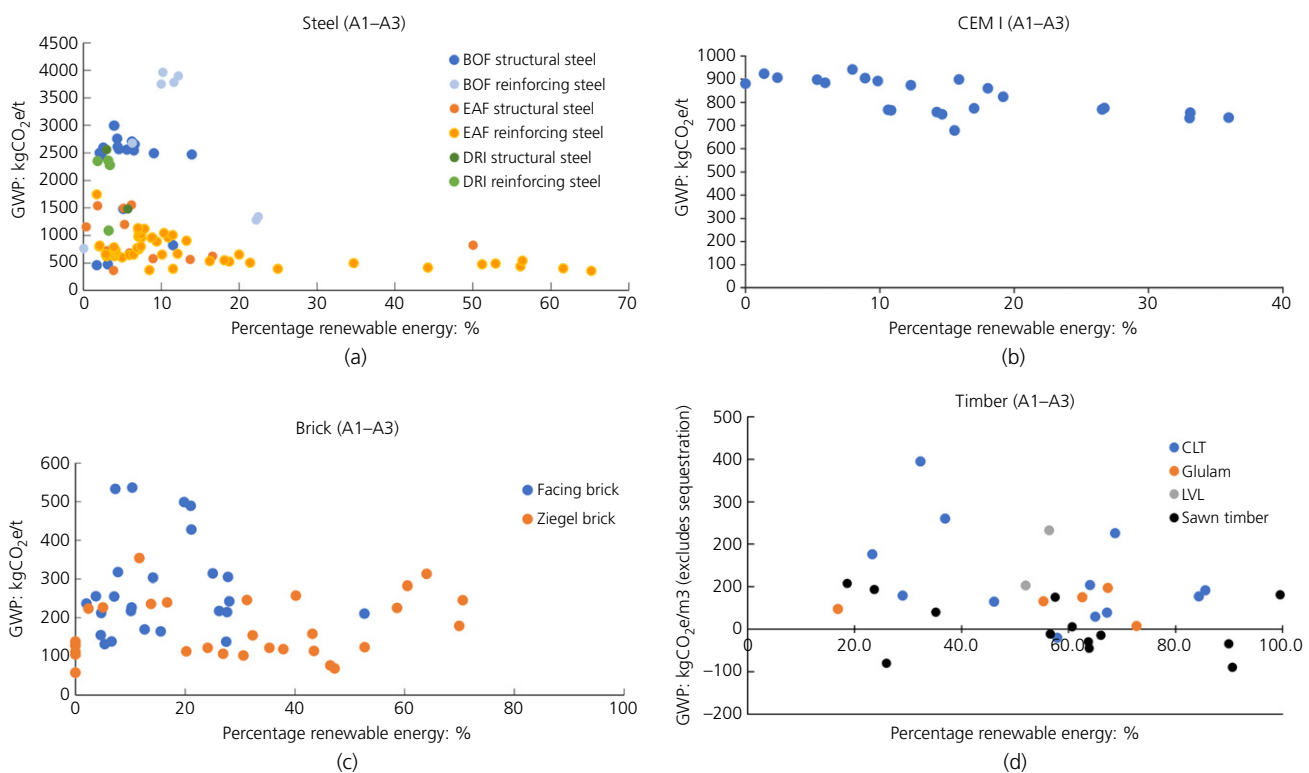 Steel (A1–A3)
GWP: kgCO2e/t
4500
4000
3500
3000
2500
2000
1500
1000
500
0
0 10 20 30 40 50 60 70
Percentage renewable energy: %
BOF structural steel
BOF reinforcing steel
EAF structural steel
EAF reinforcing steel
DRI structural steel
DRI reinforcing steel
(a)
CEM I (A1–A3)
GWP: kgCO2e/t
1000
900
800
700
600
500
400
300
200
100
0
0 10 20 30 40
Percentage renewable energy: %
(b)
Brick (A1–A3)
GWP: kgCO2e/t
600
500
400
300
200
100
0
0 20 40 60 80 100
Percentage renewable energy: %
Facing brick
Ziegel brick
(c)
Timber (A1–A3)
GWP: kgCO2e/m3 (excludes sequestration)
500
400
300
200
100
0
–100
–200
0 20.0 40.0 60.0 80.0 100.0
Percentage renewable energy: %
CLT
Glulam
LVL
Sawn timber
(d)